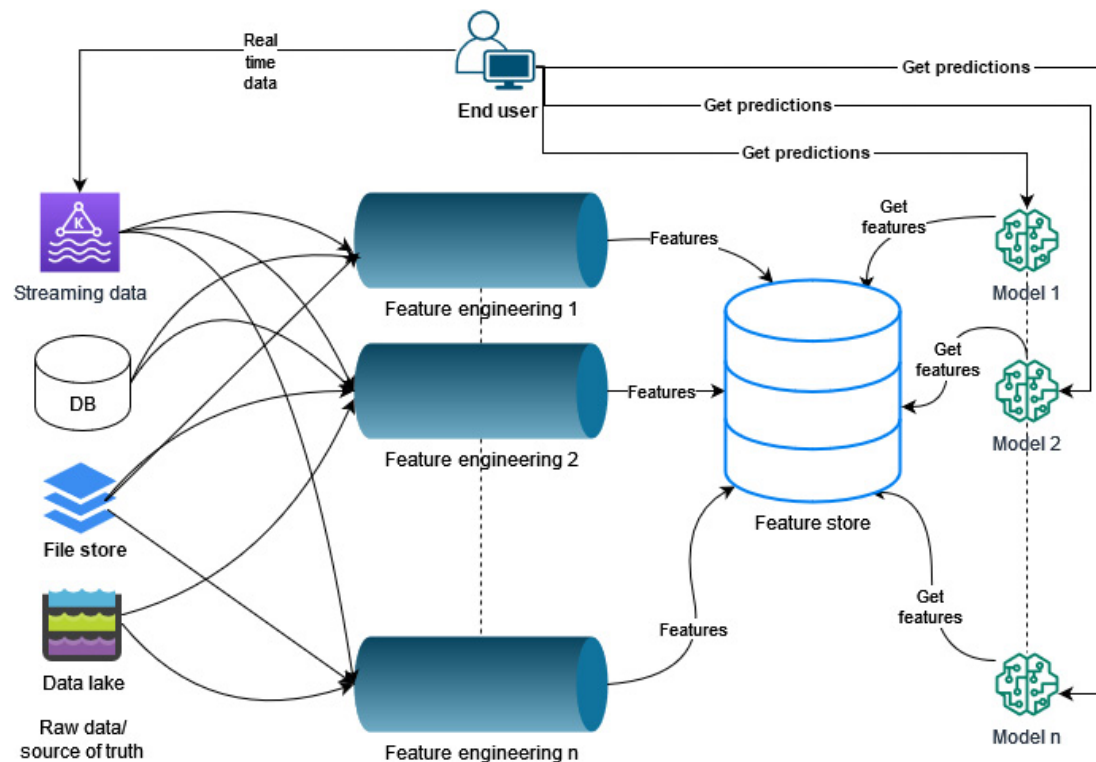 Real
time
data
End user
Get predictions
Get predictions
Get predictions
K
Streaming data
Feature engineering 1
Features
Get
features
Model 1
DB
Feature engineering 2
Features
Get
features
Model 2
File store
Feature store
Data lake
Feature engineering n
Features
Get
features
Model n
Raw data/
source of truth